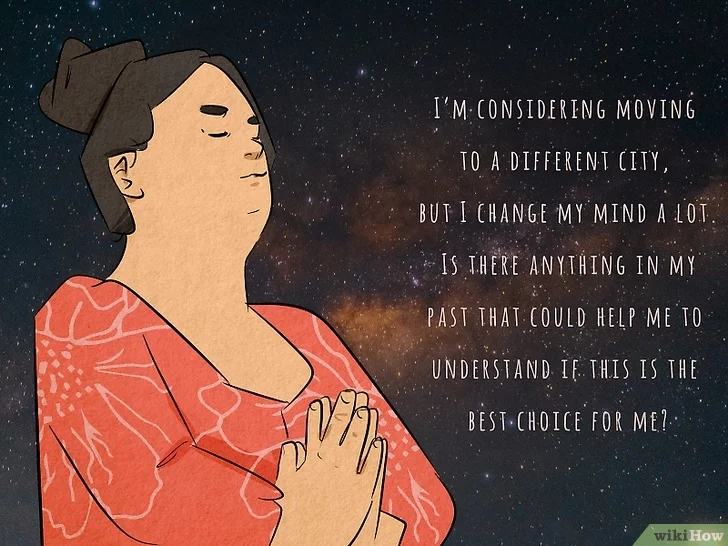 I'm considering moving
to a different city,
but I change my mind a lot.
Is there anything in my
past that could help me to
understand if this is the
best choice for me?
wikiHow